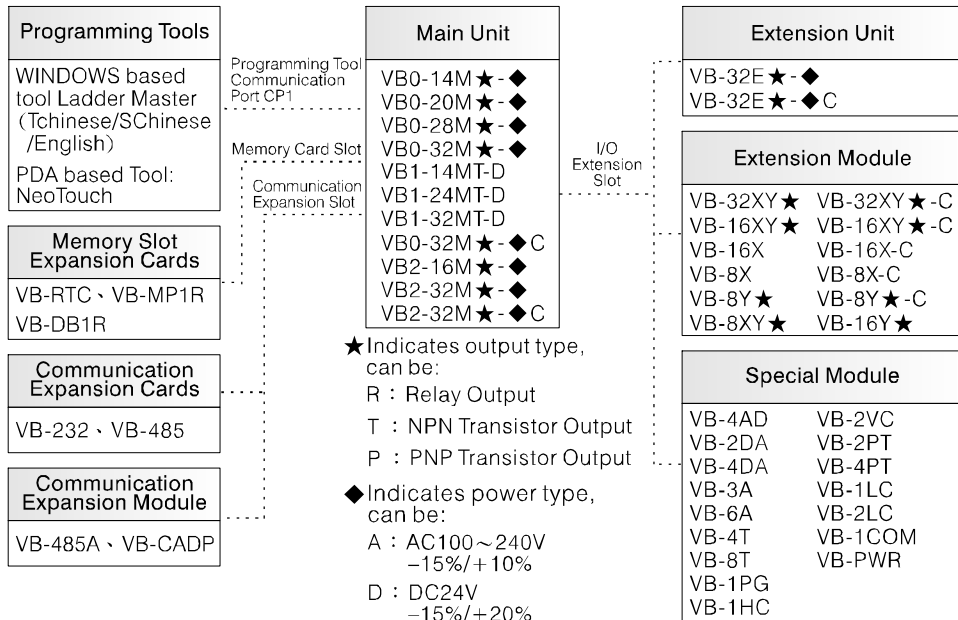 Programming Tools
WINDOWS based
tool Ladder Master
(Tchinese/SChinese
/English)
PDA based Tool:
NeoTouch
Memory Slot
Expansion Cards
VB-RTC、VB-MP1R
VB-DB1R
Communication
Expansion Cards
VB-232、VB-485
Communication
Expansion Module
VB-485A、VB-CADP
Programming Tool
Communication
Port CP1
Memory Card Slot
Communication
Expansion Slot
Main Unit
VB0-14M★-◆
VB0-20M★-◆
VB0-28M★-◆
VB0-32M★-◆
VB1-14MT-D
VB1-24MT-D
VB1-32MT-D
VB0-32M★-◆C
VB2-16M★-◆
VB2-32M★-◆
VB2-32M★-◆C
★Indicates output type,
can be:
R：Relay Output
T：NPN Transistor Output
P：PNP Transistor Output
◆Indicates power type,
can be:
A：AC100～240V
−15%/+10%
D：DC24V
−15%/+20%
I/O
Extension
Slot
Extension Unit
VB-32E★-◆
VB-32E★-◆C
Extension Module
VB-32XY★ VB-32XY★-C
VB-16XY★ VB-16XY★-C
VB-16X VB-16X-C
VB-8X VB-8X-C
VB-8Y★ VB-8Y★-C
VB-8XY★ VB-16Y★
Special Module
VB-4AD VB-2VC
VB-2DA VB-2PT
VB-4DA VB-4PT
VB-3A VB-1LC
VB-6A VB-2LC
VB-4T VB-1COM
VB-8T VB-PWR
VB-1PG
VB-1HC